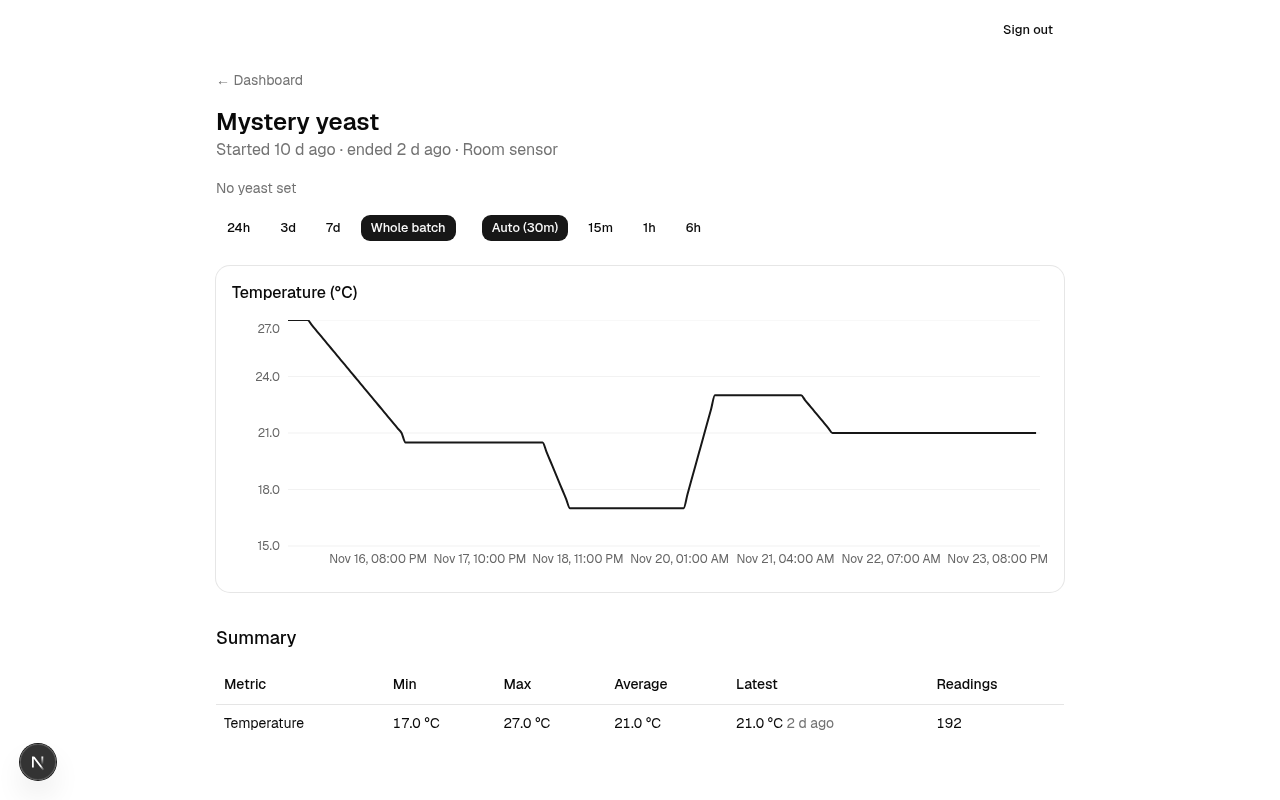 Sign out
← Dashboard
Mystery yeast
Started 10 d ago · ended 2 d ago · Room sensor
No yeast set
24h 3d 7d Whole batch Auto (30m) 15m 1h 6h
Temperature (°C)
27.0
24.0
21.0
18.0
15.0
Nov 16, 08:00 PM Nov 17, 10:00 PM Nov 18, 11:00 PM Nov 20, 01:00 AM Nov 21, 04:00 AM Nov 22, 07:00 AM Nov 23, 08:00 PM
Summary
Metric Min Max Average Latest Readings
Temperature 17.0 °C 27.0 °C 21.0 °C 21.0 °C 2 d ago 192
N